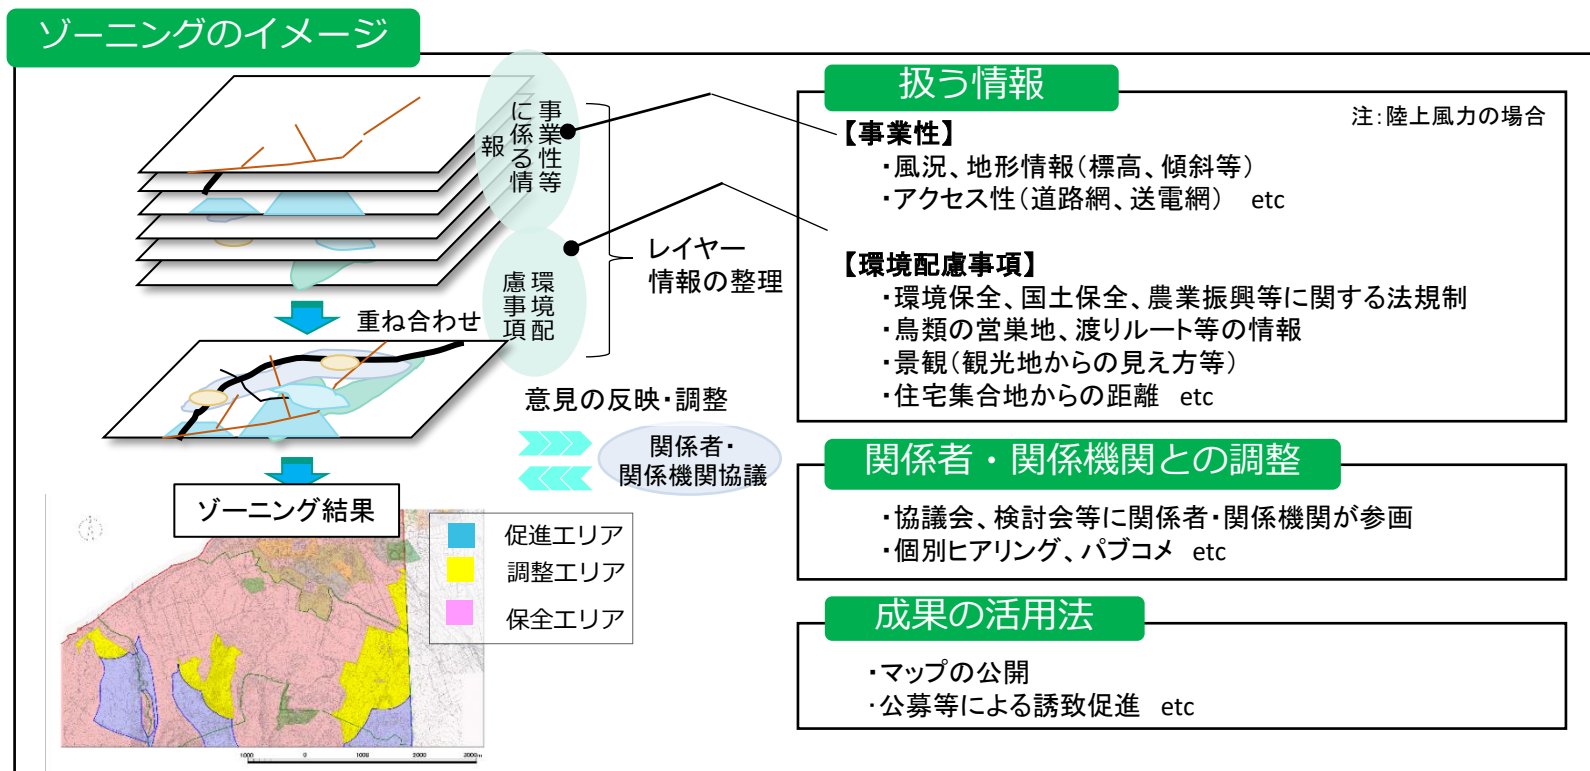 ゾーニングのイメージ
事業性等
に係る情
報
環境配
慮事項
レイヤー
情報の整理
重ね合わせ
意見の反映・調整
関係者・
関係機関協議
ゾーニング結果
促進エリア
調整エリア
保全エリア
1000 0 1000 2000 3000m
扱う情報
注:陸上風力の場合
【事業性】
・風況、地形情報(標高、傾斜等)
・アクセス性(道路網、送電網) etc
【環境配慮事項】
・環境保全、国土保全、農業振興等に関する法規制
・鳥類の営巣地、渡りルート等の情報
・景観(観光地からの見え方等)
・住宅集合地からの距離 etc
関係者・関係機関との調整
・協議会、検討会等に関係者・関係機関が参画
・個別ヒアリング、パブコメ etc
成果の活用法
・マップの公開
・公募等による誘致促進 etc